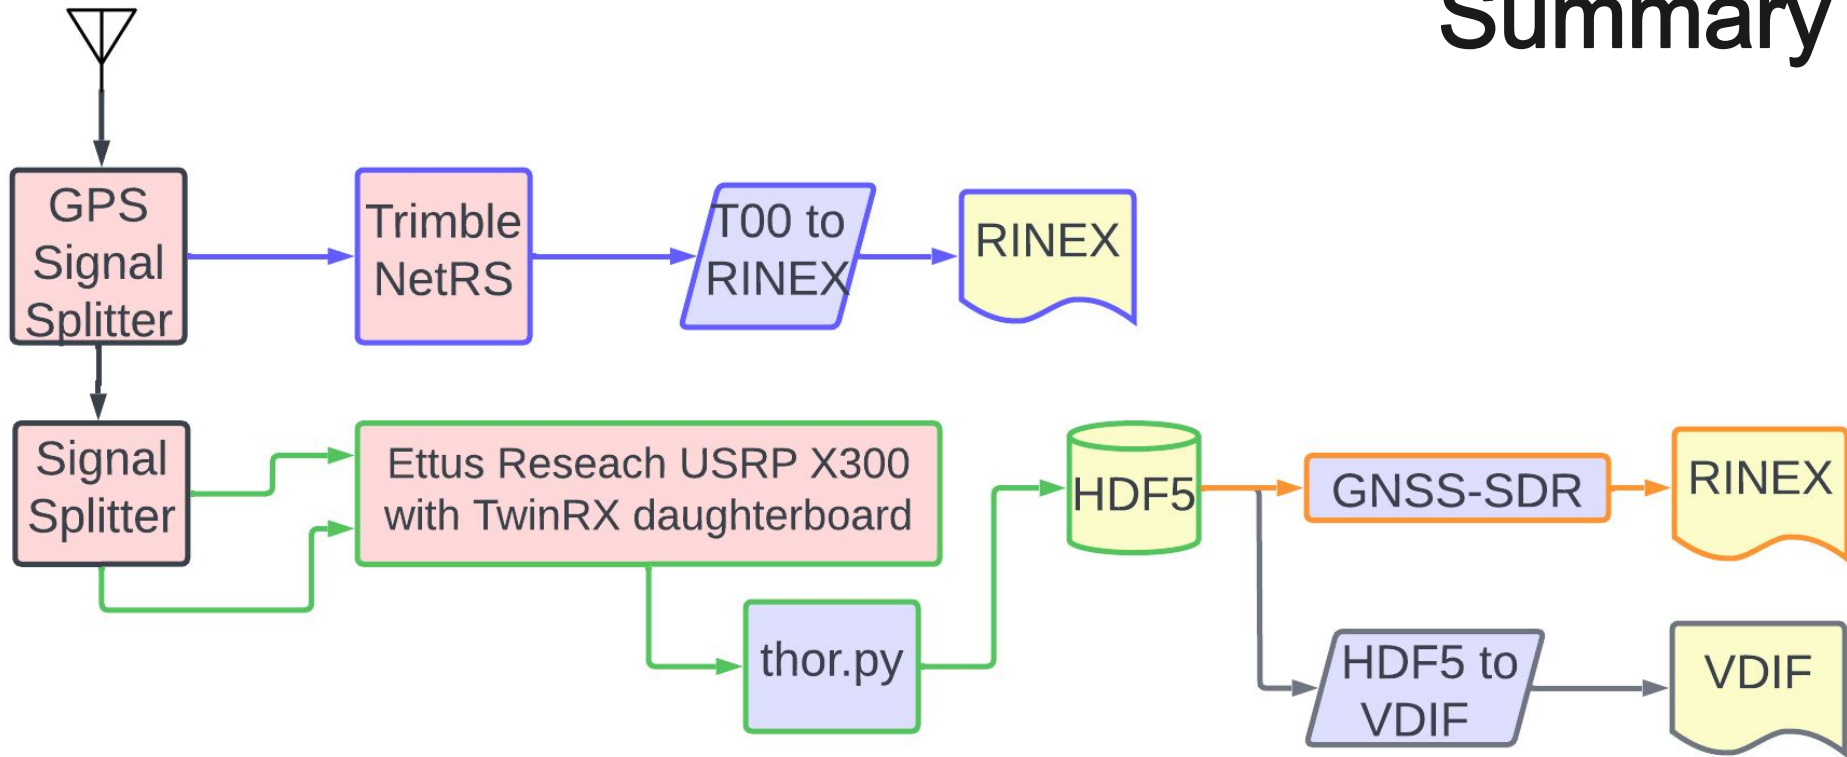 Summary
GPS
Signal
Splitter
Trimble
NetRS
T00 to
RINEX
RINEX
Signal
Splitter
Ettus Reseach USRP X300
with TwinRX daughterboard
thor.py
HDF5
GNSS-SDR
RINEX
HDF5 to
VDIF
VDIF